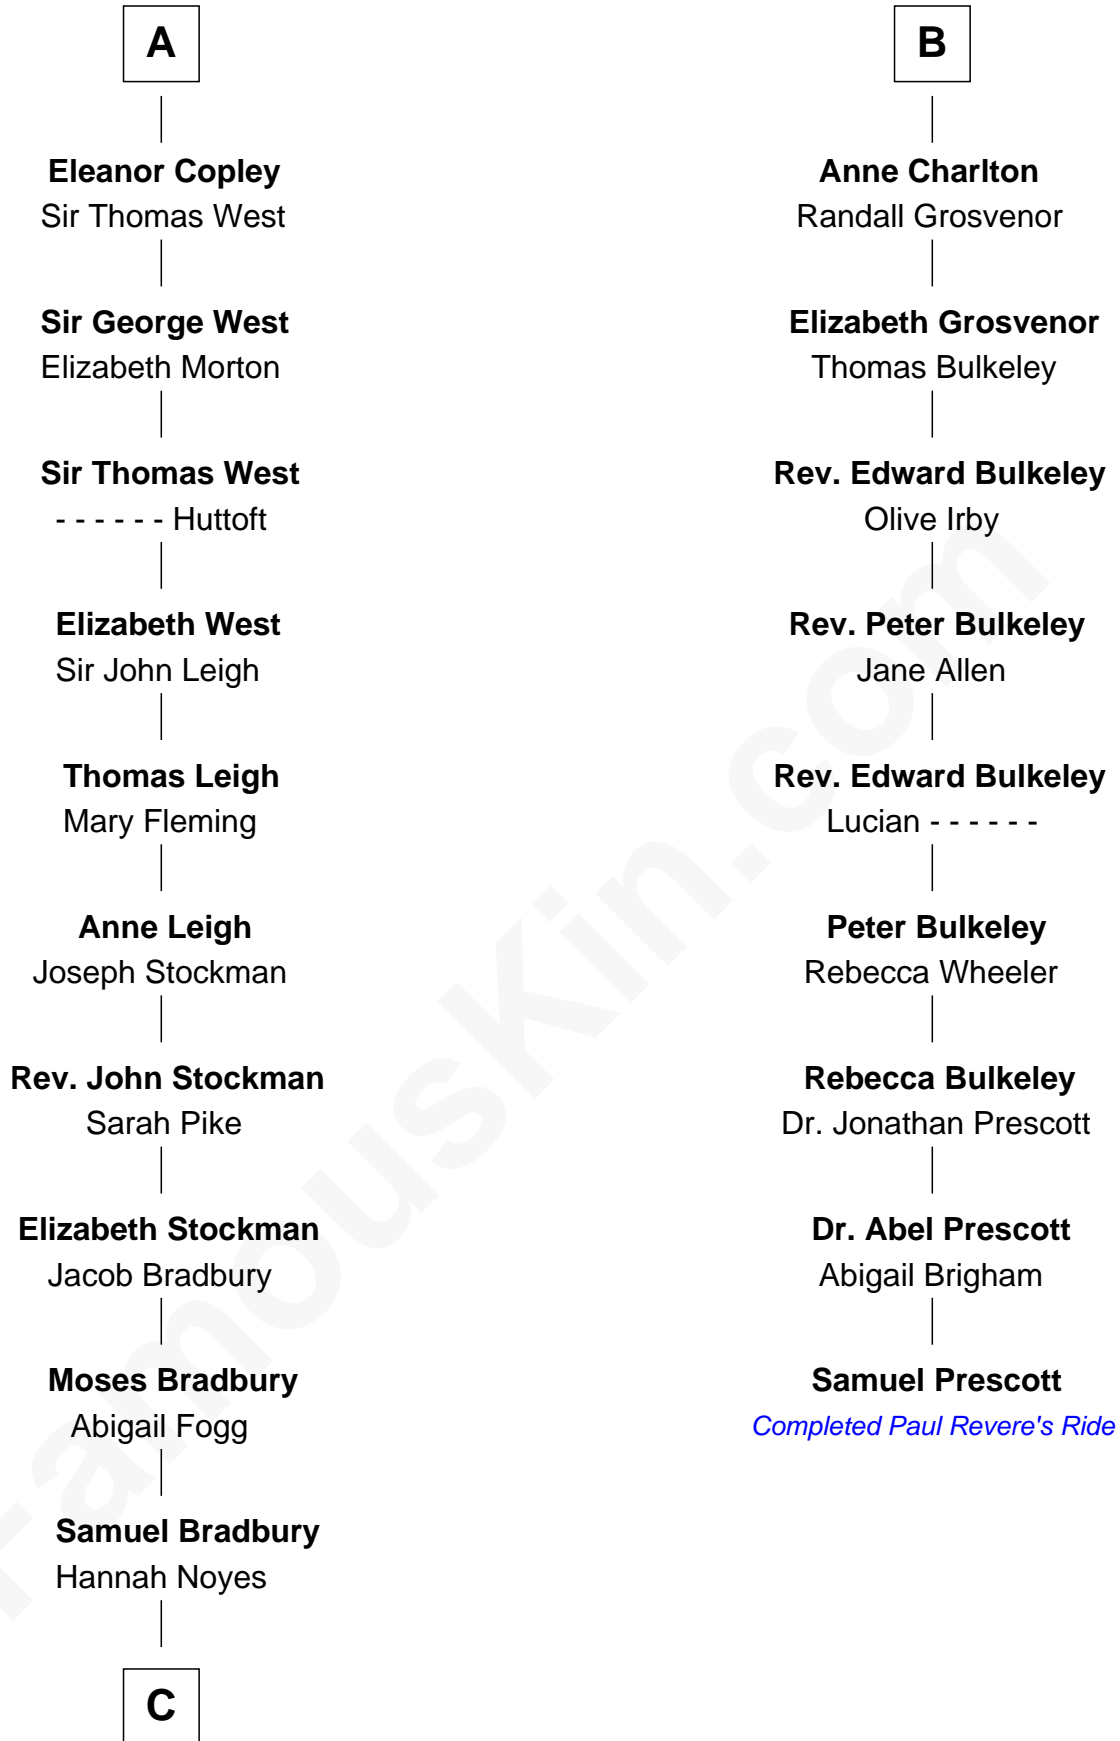 A
Eleanor Copley
Sir Thomas West
Sir George West
Elizabeth Morton
Sir Thomas West
- - - - - - Huttoft
Elizabeth West
Sir John Leigh
Thomas Leigh
Mary Fleming
Anne Leigh
Joseph Stockman
Rev. John Stockman
Sarah Pike
Elizabeth Stockman
Jacob Bradbury
Moses Bradbury
Abigail Fogg
Samuel Bradbury
Hannah Noyes
C
B
Anne Charlton
Randall Grosvenor
Elizabeth Grosvenor
Thomas Bulkeley
Rev. Edward Bulkeley
Olive Irby
Rev. Peter Bulkeley
Jane Allen
Rev. Edward Bulkeley
Lucian - - - - - -
Peter Bulkeley
Rebecca Wheeler
Rebecca Bulkeley
Dr. Jonathan Prescott
Dr. Abel Prescott
Abigail Brigham
Samuel Prescott
Completed Paul Revere's Ride
FamousKin.com